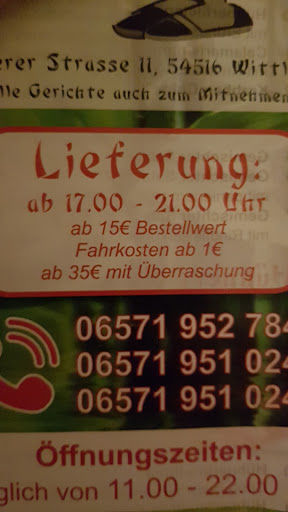 erer Strasse 11, 54516 Wittl
lle Gerichte auch zum Mitnehmen
Lieferung:
ab 17.00 - 21.00 Uhr
ab 15€ Bestellwert
Fahrkosten ab 1€
ab 35€ mit Überraschung
06571 952 784
06571 951 024
06571 951 024
Öffnungszeiten:
glich von 11.00 - 22.00